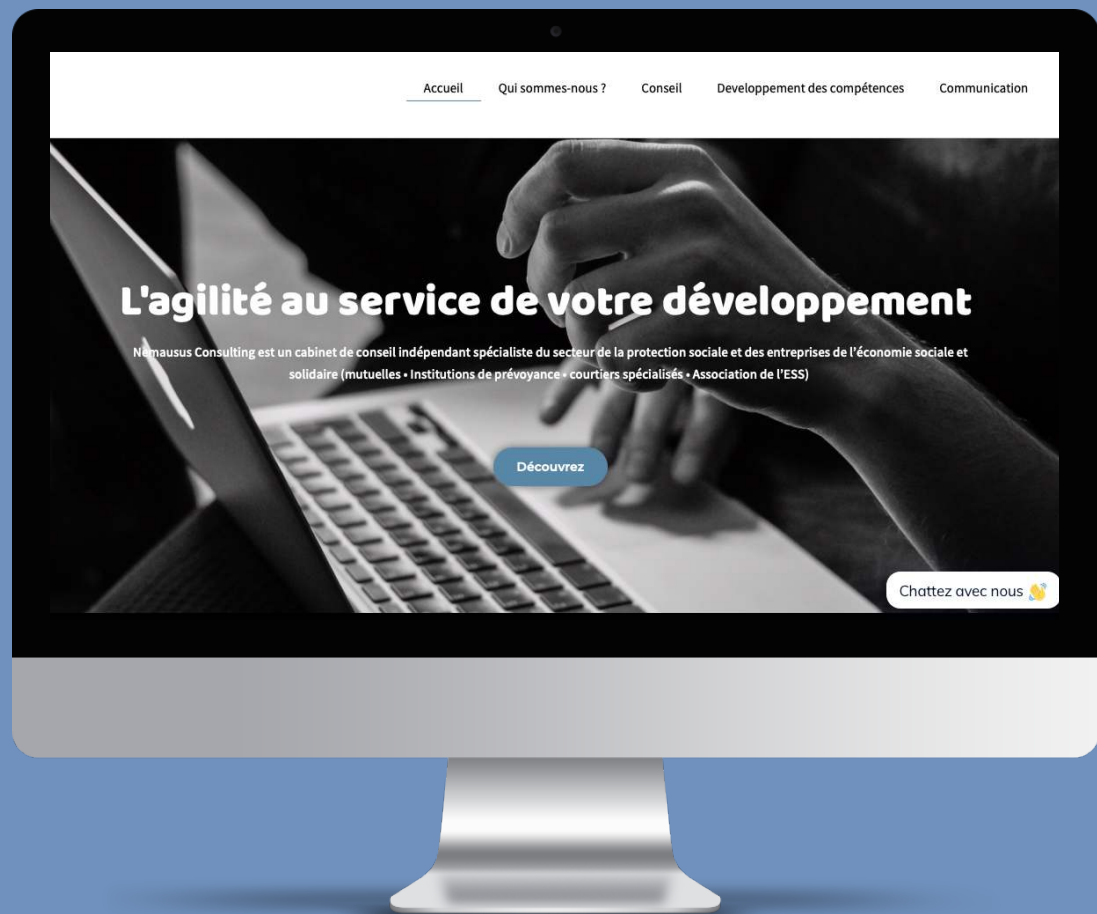 Accueil Qui sommes-nous ? Conseil Developpement des compétences Communication
L'agilité au service de votre développement
Némausus Consulting est un cabinet de conseil indépendant spécialiste du secteur de la protection sociale et des entreprises de l'économie sociale et
solidaire (mutuelles • Institutions de prévoyance • courtiers spécialisés • Association de l'ESS)
Découvrez
Chattez avec nous 👋